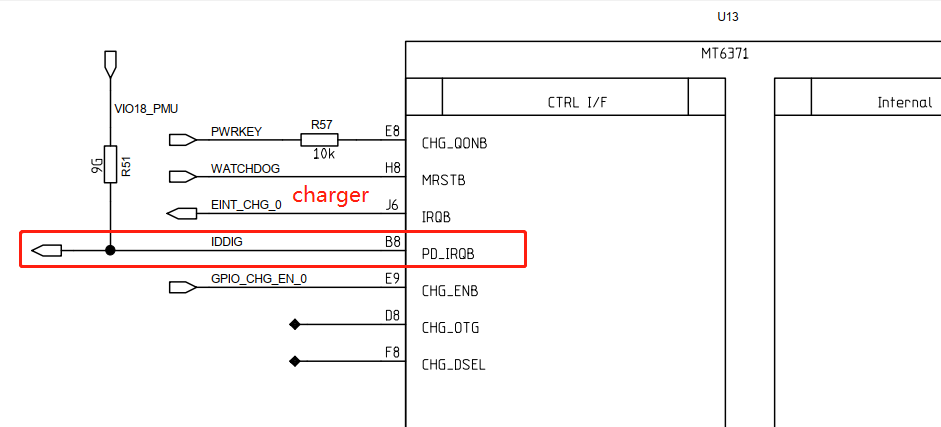 U13
MT6371
CTRL I/F
Internal
VIO18_PMU
PWRKEY
R57
10k
E8
CHG_QONB
9G
R51
WATCHDOG
H8
MRSTB
charger
EINT_CHG_0
J6
IRQB
IDDIG
B8
PD_IRQB
GPIO_CHG_EN_0
E9
CHG_ENB
D8
CHG_OTG
F8
CHG_DSEL